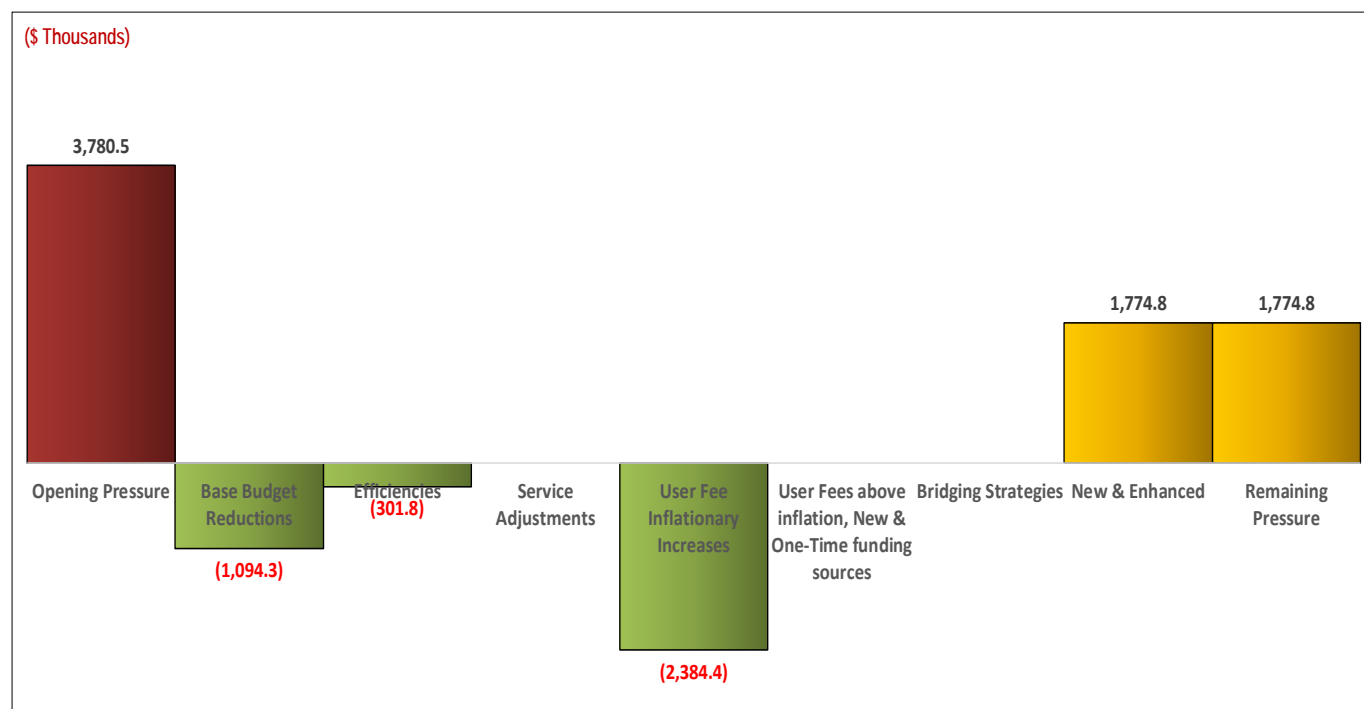 ($ Thousands)
3,780.5
1,774.8
1,774.8
Opening Pressure
Base Budget
Reductions
Efficiencies
Service
Adjustments
User Fee
Inflationary
Increases
User Fees above
inflation, New &
One-Time funding
sources
Bridging Strategies
New & Enhanced
Remaining
Pressure
(301.8)
(1,094.3)
(2,384.4)